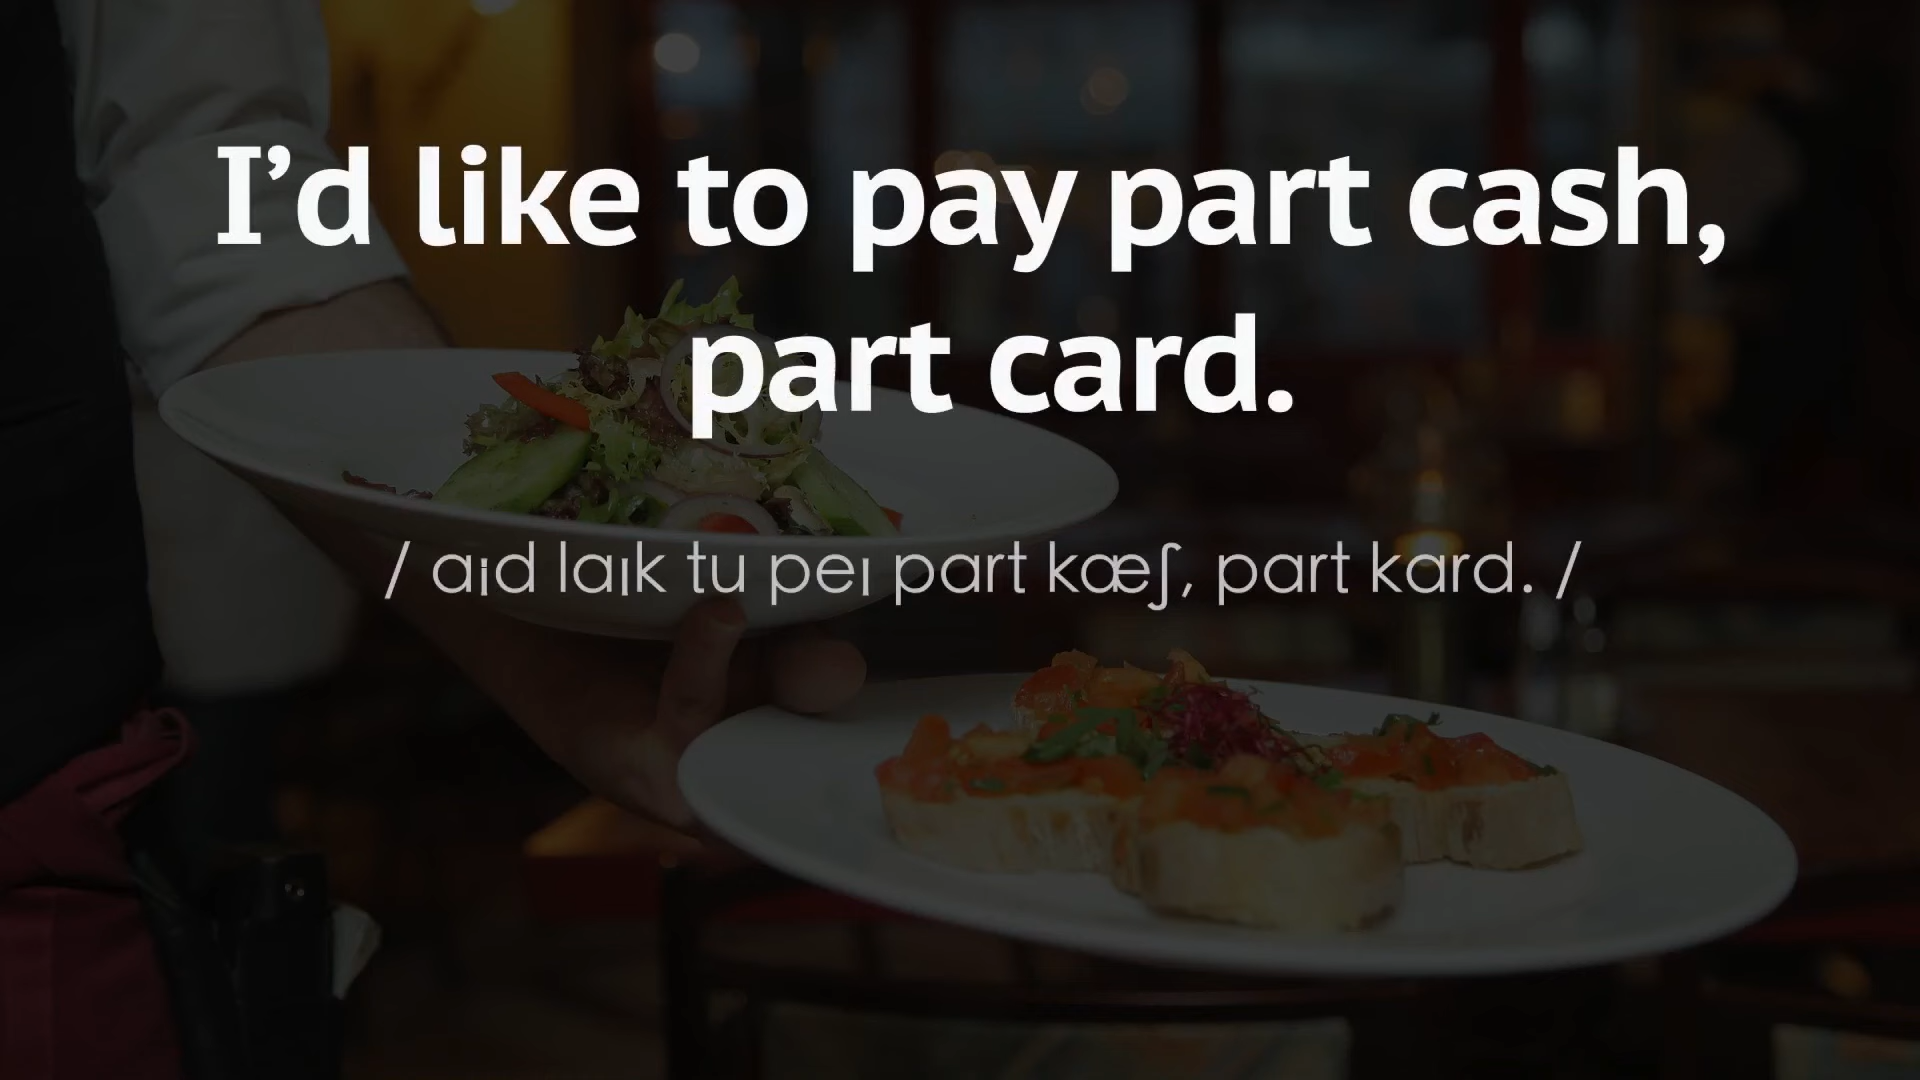 I’d like to pay part cash,
part card.
/ aɪd laɪk tu peɪ part kæʃ, part kard. /